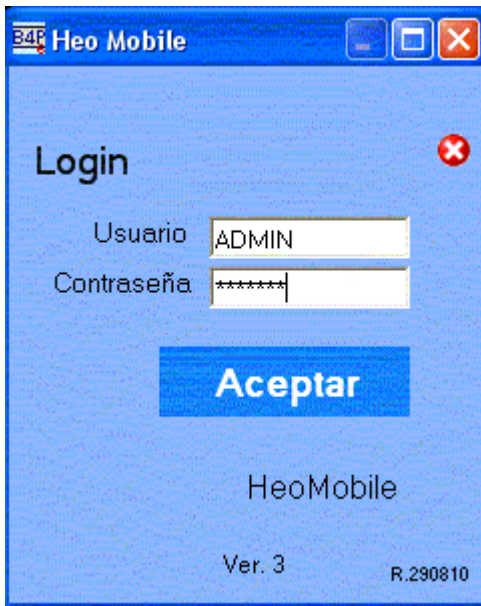 B4P Heo Mobile
Login
Usuario ADMIN
Contraseña *******
Aceptar
HeoMobile
Ver. 3
R.290810